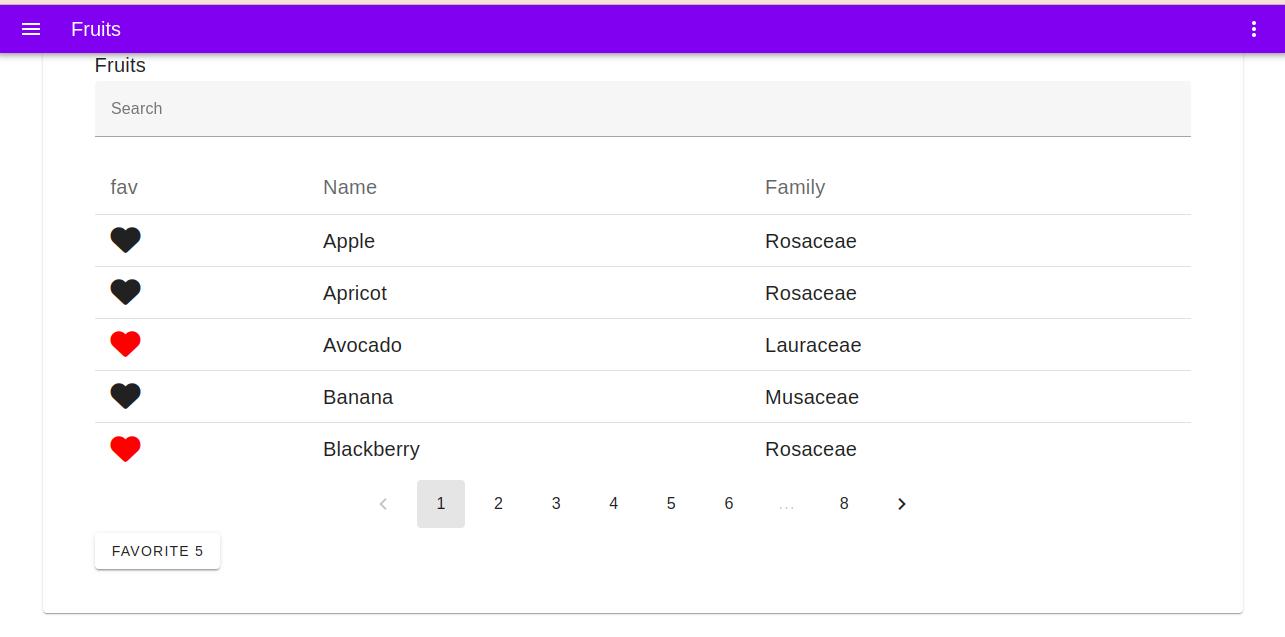 Fruits
Fruits
Search
fav Name Family
Apple Rosaceae
Apricot Rosaceae
Avocado Lauraceae
Banana Musaceae
Blackberry Rosaceae
1 2 3 4 5 6 ... 8
FAVORITE 5